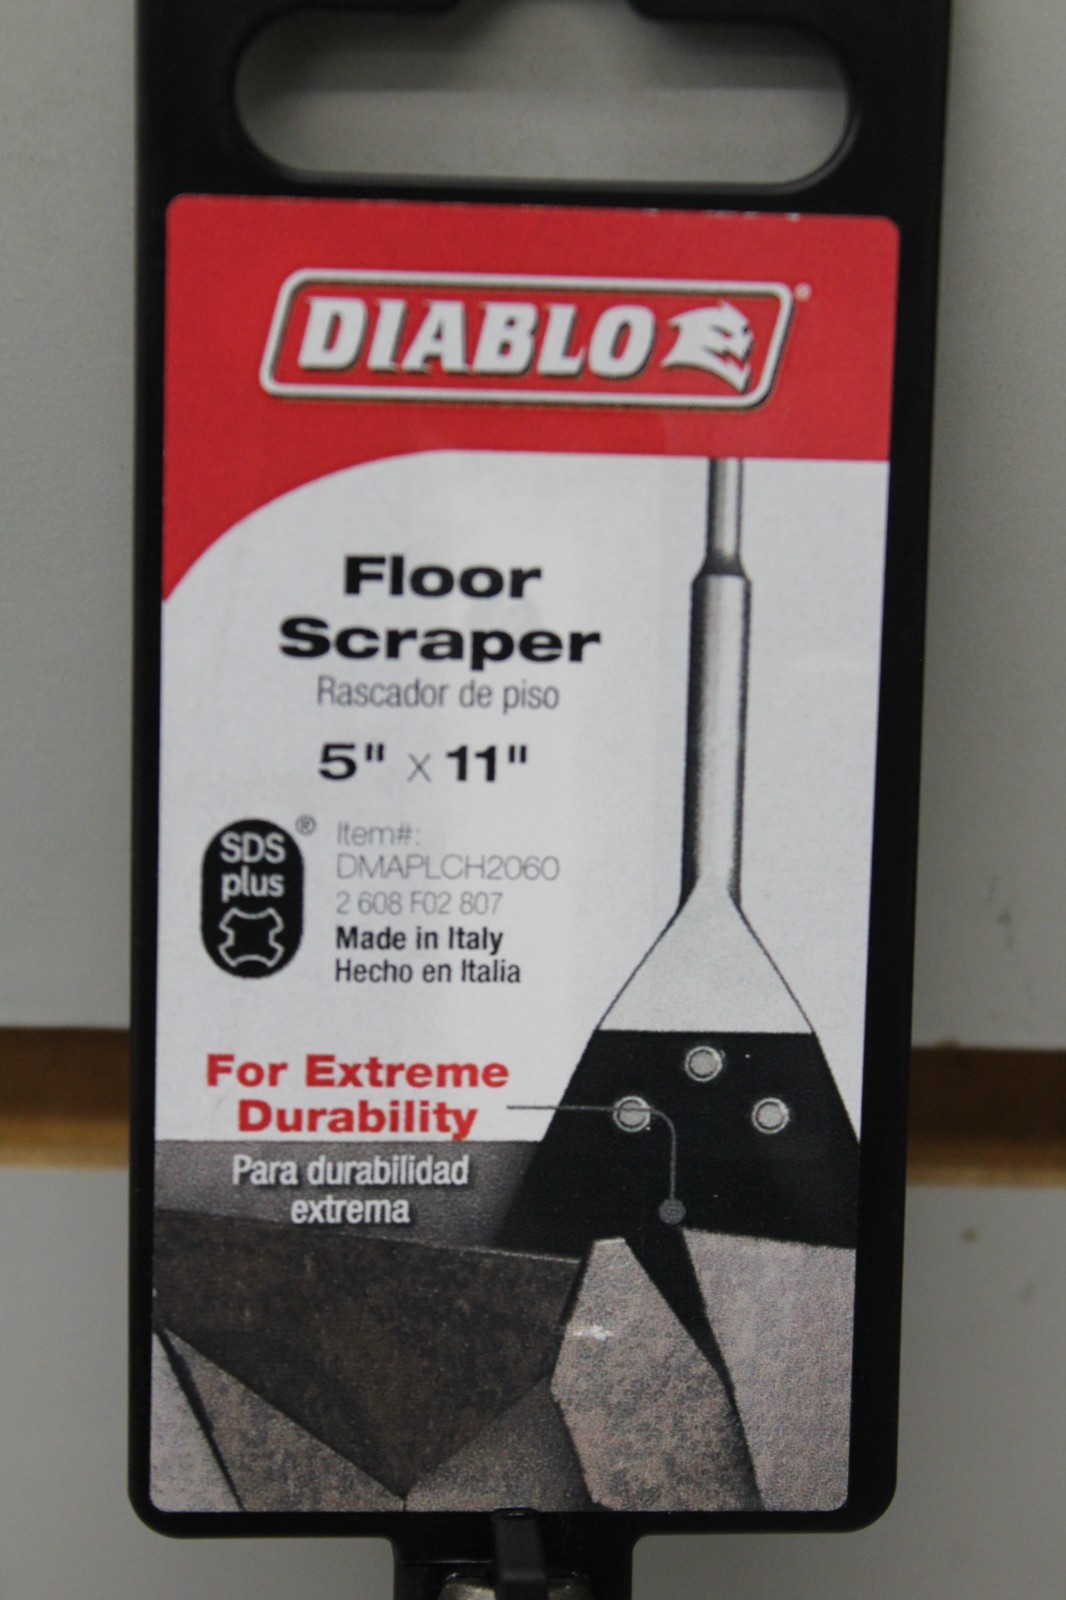 DIABLO®
Floor
Scraper
Rascador de piso
5" x 11"
SDS
plus
®
Item#:
DMAPLCH2060
2 608 F02 807
Made in Italy
Hecho en Italia
For Extreme
Durability
Para durabilidad
extrema